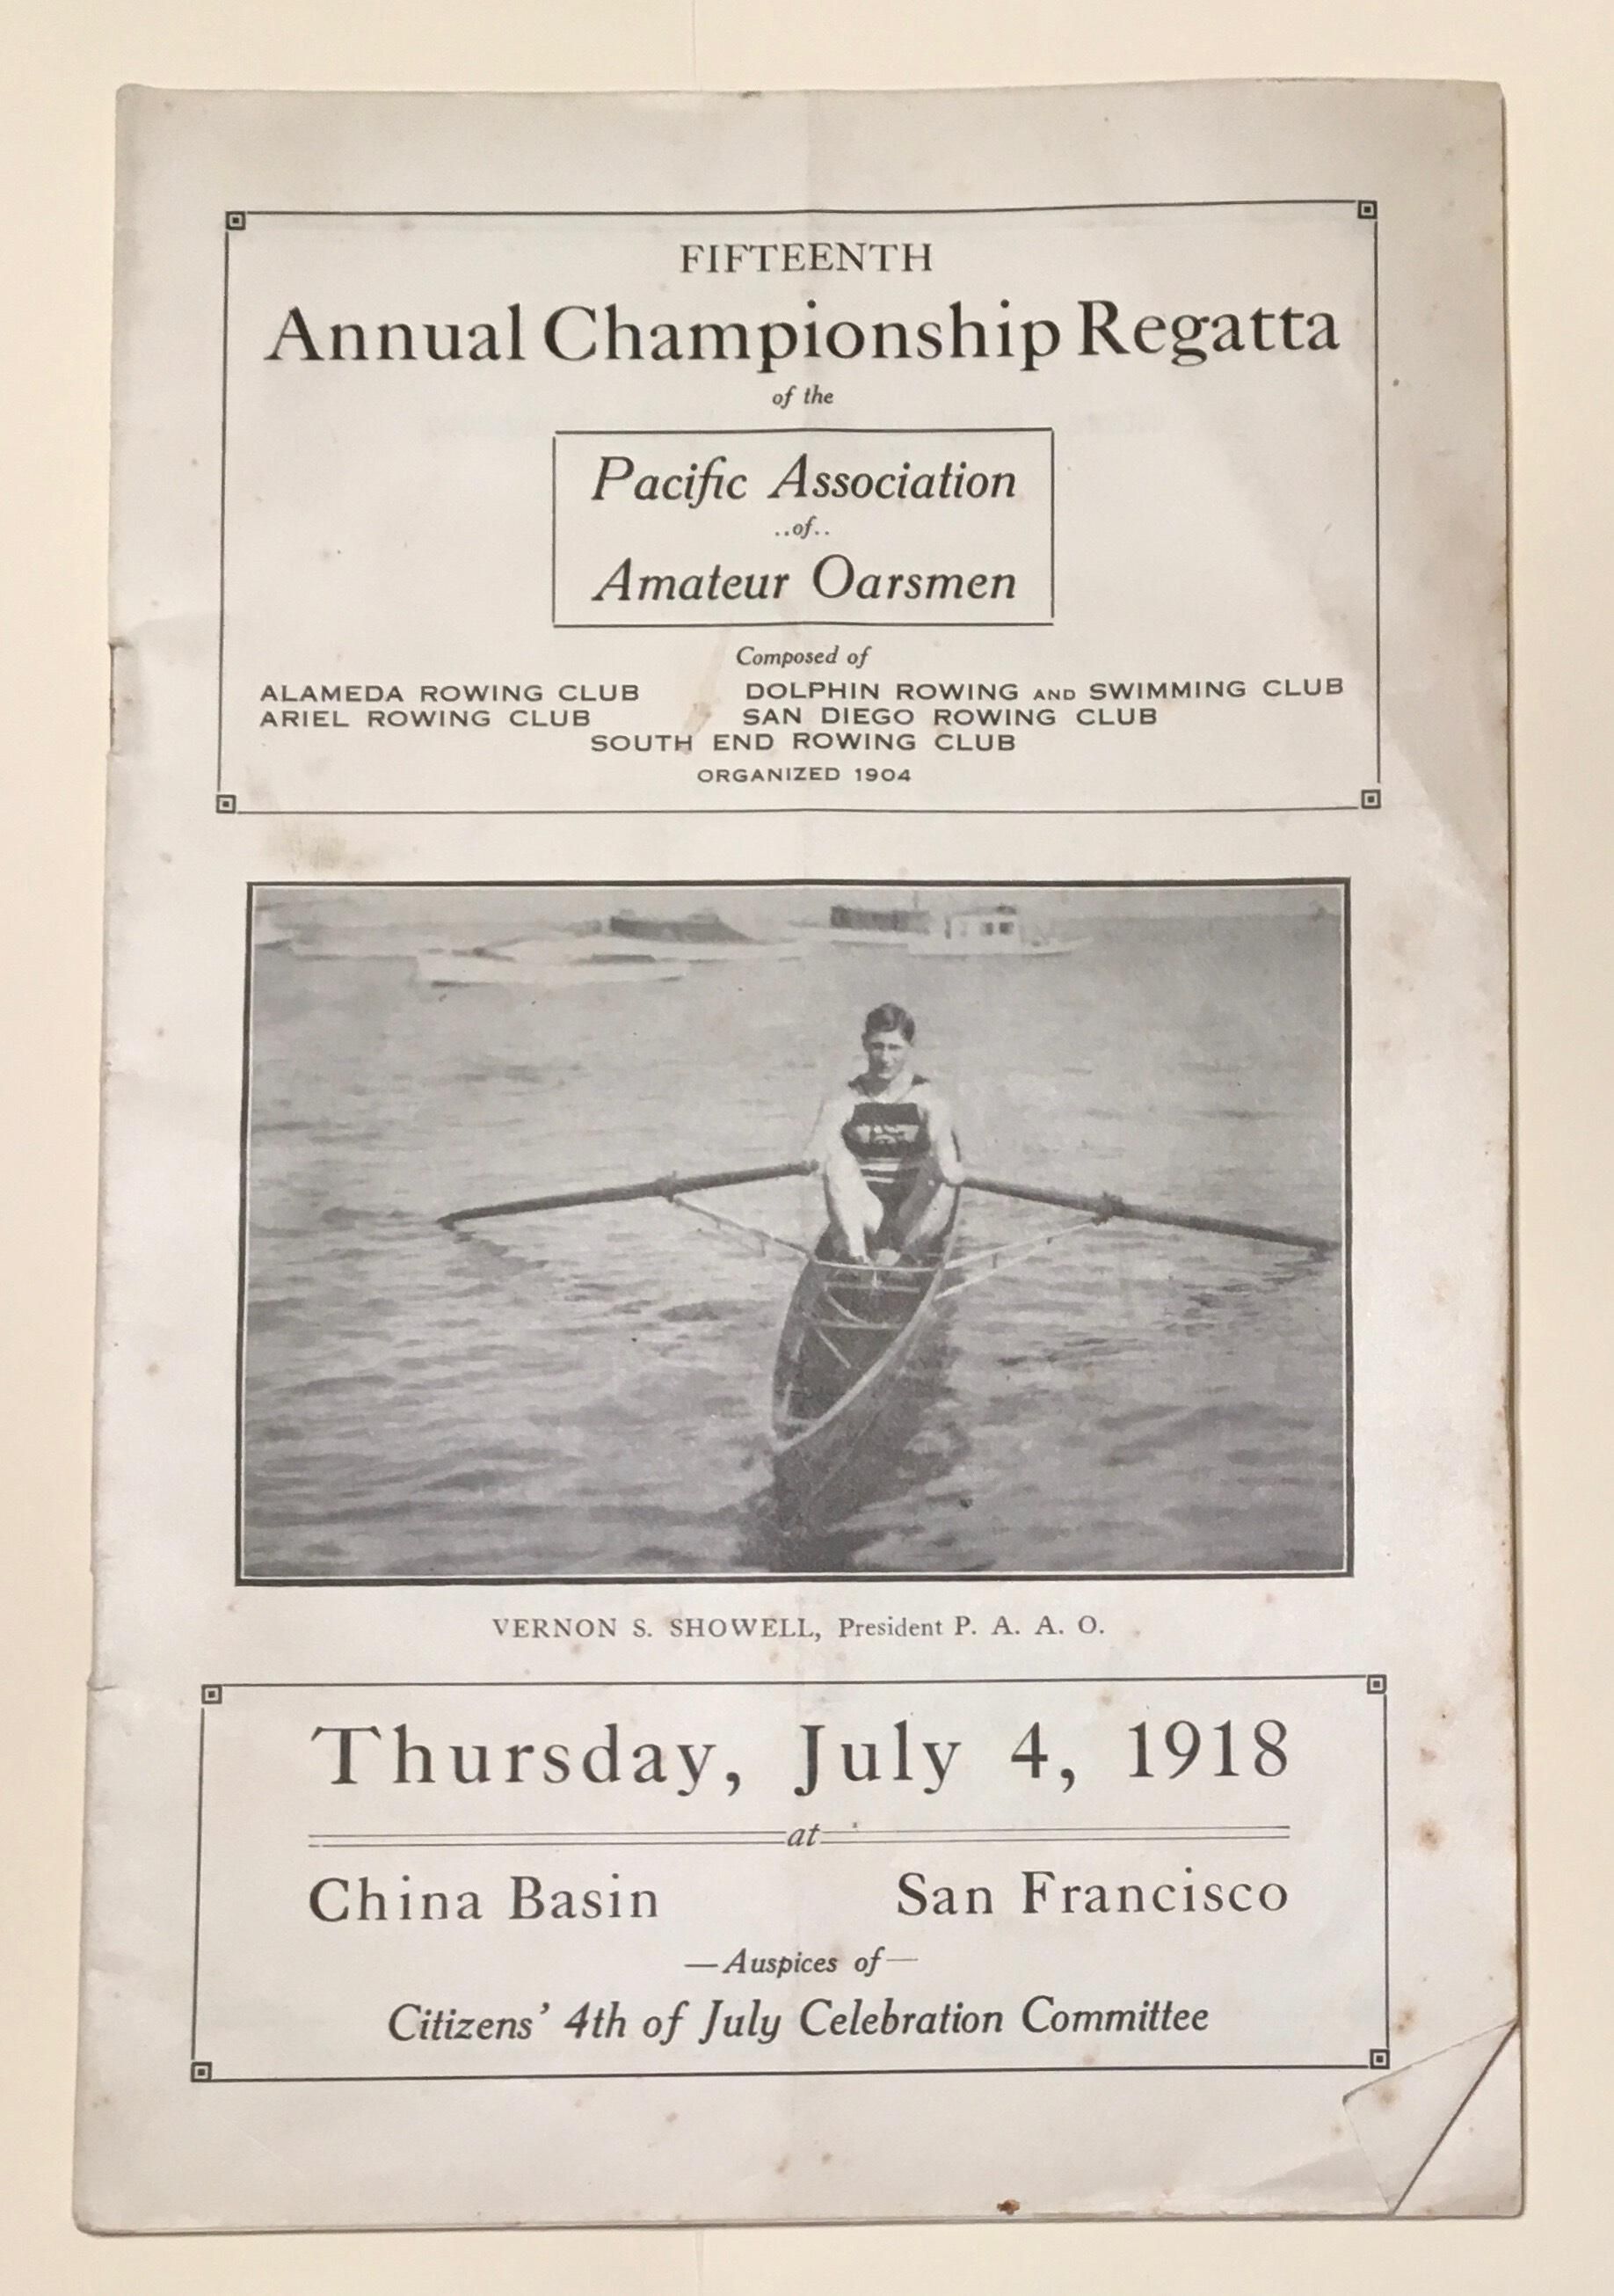 FIFTEENTH
Annual Championship Regatta
of the
Pacific Association
..of..
Amateur Oarsmen
Composed of
ALAMEDA ROWING CLUB DOLPHIN ROWING AND SWIMMING CLUB
ARIEL ROWING CLUB SAN DIEGO ROWING CLUB
SOUTH END ROWING CLUB
ORGANIZED 1904
VERNON S. SHOWELL, President P. A. A. O.
Thursday, July 4, 1918
at
China Basin San Francisco
—Auspices of—
Citizens' 4th of July Celebration Committee